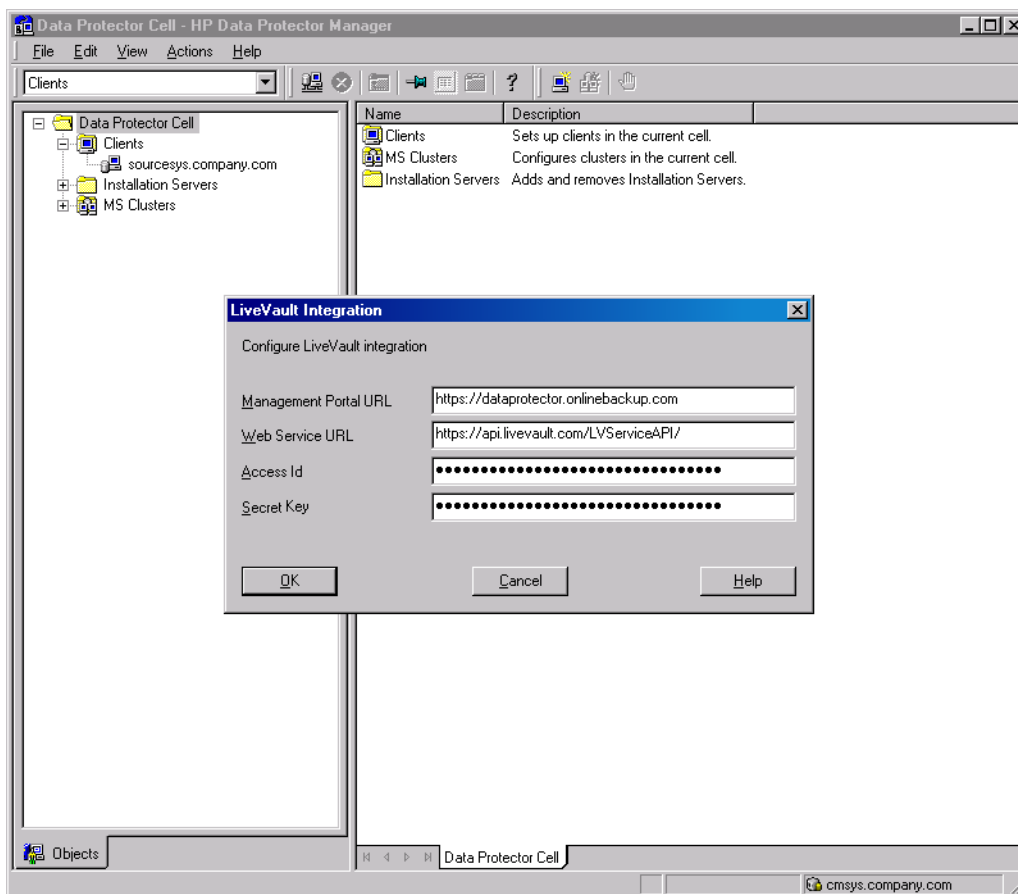 Data Protector Cell - HP Data Protector Manager
File Edit View Actions Help
Clients
Data Protector Cell
Clients
sourcesys.company.com
Installation Servers
MS Clusters
Name Description
Clients Sets up clients in the current cell.
MS Clusters Configures clusters in the current cell.
Installation Servers Adds and removes Installation Servers.
LiveVault Integration
Configure LiveVault integration
Management Portal URL https://dataprotector.onlinebackup.com
Web Service URL https://api.livevault.com/LVServiceAPI/
Access Id ••••••••••••••••••••••••••••••••
Secret Key ••••••••••••••••••••••••••••••••
OK Cancel Help
Objects
Data Protector Cell
cmsys.company.com